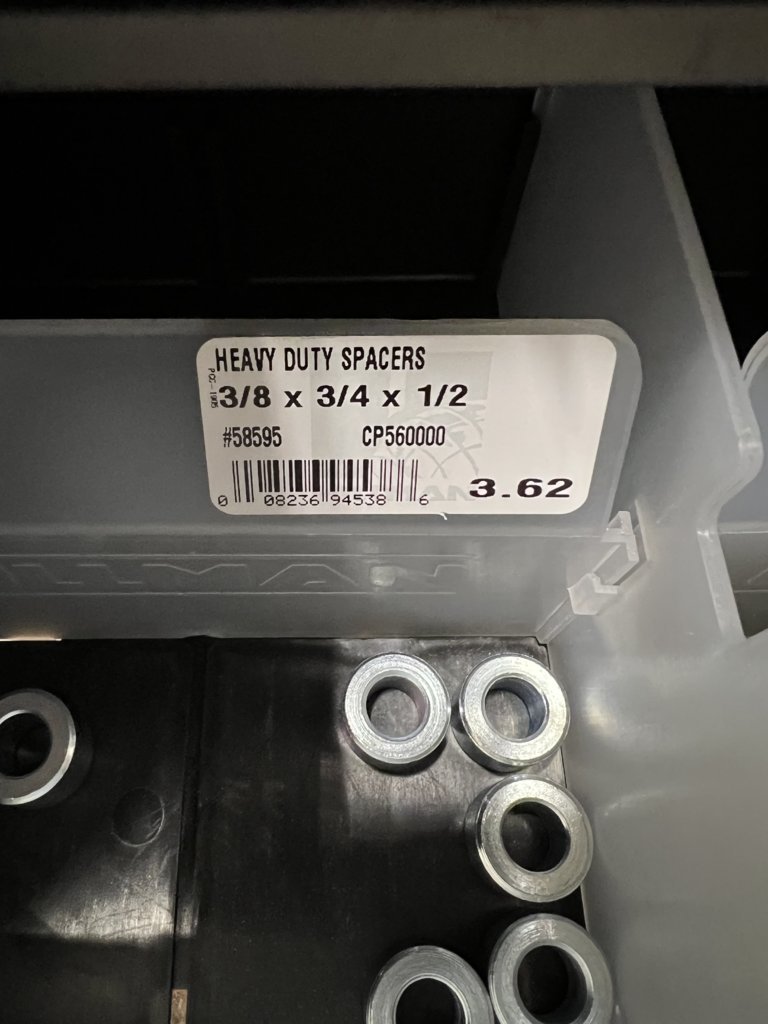 HEAVY DUTY SPACERS
3/8 x 3/4 x 1/2
#58595 CP560000
0 08236 94538 6
3.62